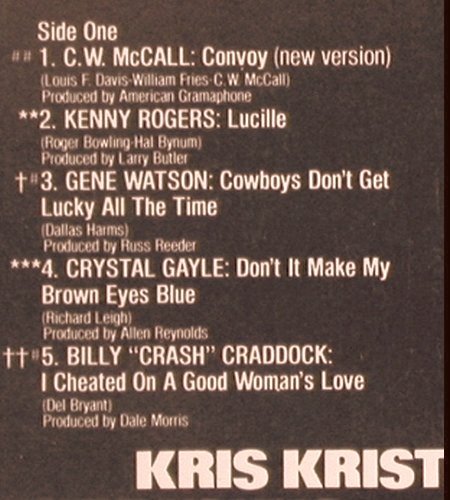 Side One
## 1. C.W. McCALL: Convoy (new version)
(Louis F. Davis-William Fries-C.W. McCall)
Produced by American Gramaphone
**2. KENNY ROGERS: Lucille
(Roger Bowling-Hal Bynum)
Produced by Larry Butler
†#3. GENE WATSON: Cowboys Don't Get
Lucky All The Time
(Dallas Harms)
Produced by Russ Reeder
***4. CRYSTAL GAYLE: Don't It Make My
Brown Eyes Blue
(Richard Leigh)
Produced by Allen Reynolds
††#5. BILLY “CRASH” CRADDOCK:
I Cheated On A Good Woman's Love
(Del Bryant)
Produced by Dale Morris
KRIS KRIST